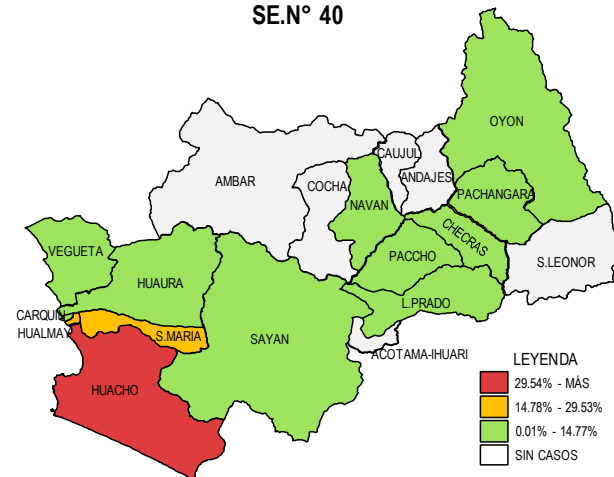 SE.N° 40
OYON
CAUJUL
ANDAJES
AMBAR
COCHA
NAVAN
PACHANGARA
CHECRAS
VEGUETA
PACCHO
S.LEONOR
HUAURA
L.PRADO
CARQUIN
HUALMAY
S.MARIA
SAYAN
ACOTAMA-IHUARI
HUACHO
LEYENDA
29.54% - MÁS
14.78% - 29.53%
0.01% - 14.77%
SIN CASOS